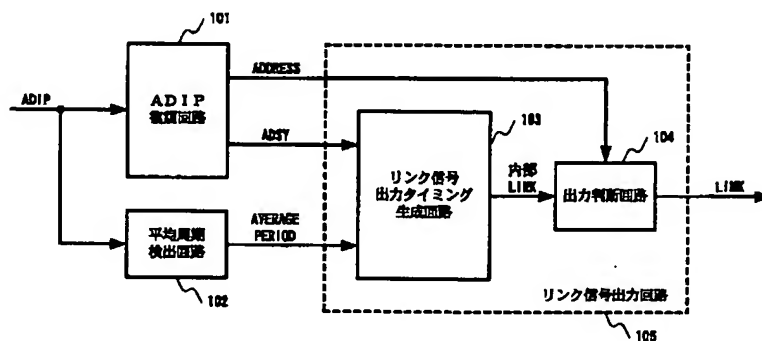 101
ADIP
ADIP
復調回路
ADDRESS
ADSY
103
104
リンク信号
出力タイミング
生成回路
内部
LINK
出力判断回路
LINK
平均周期
検出回路
AVERAGE
PERIOD
102
リンク信号出力回路
105